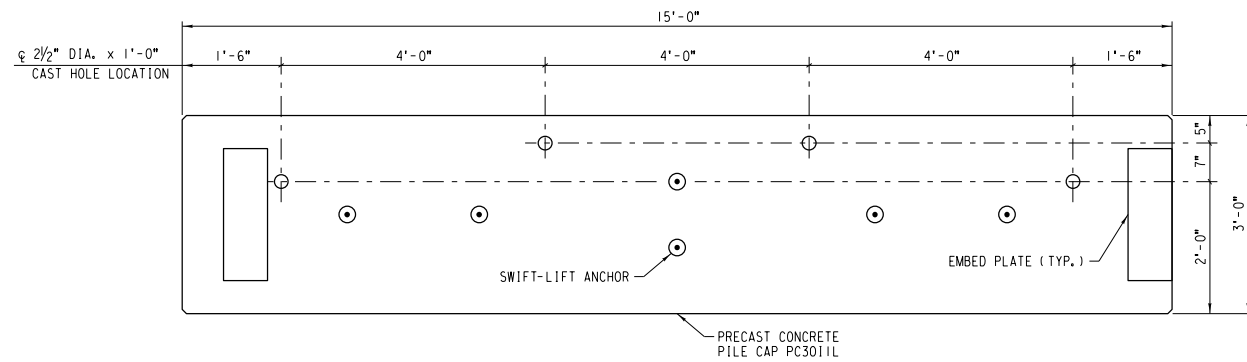 15'-0"
℄ 2½" DIA. x 1'-0"
CAST HOLE LOCATION
1'-6"
4'-0"
4'-0"
4'-0"
1'-6"
5"
7"
2'-0"
3'-0"
SWIFT-LIFT ANCHOR
EMBED PLATE (TYP.)
PRECAST CONCRETE
PILE CAP PC3011L